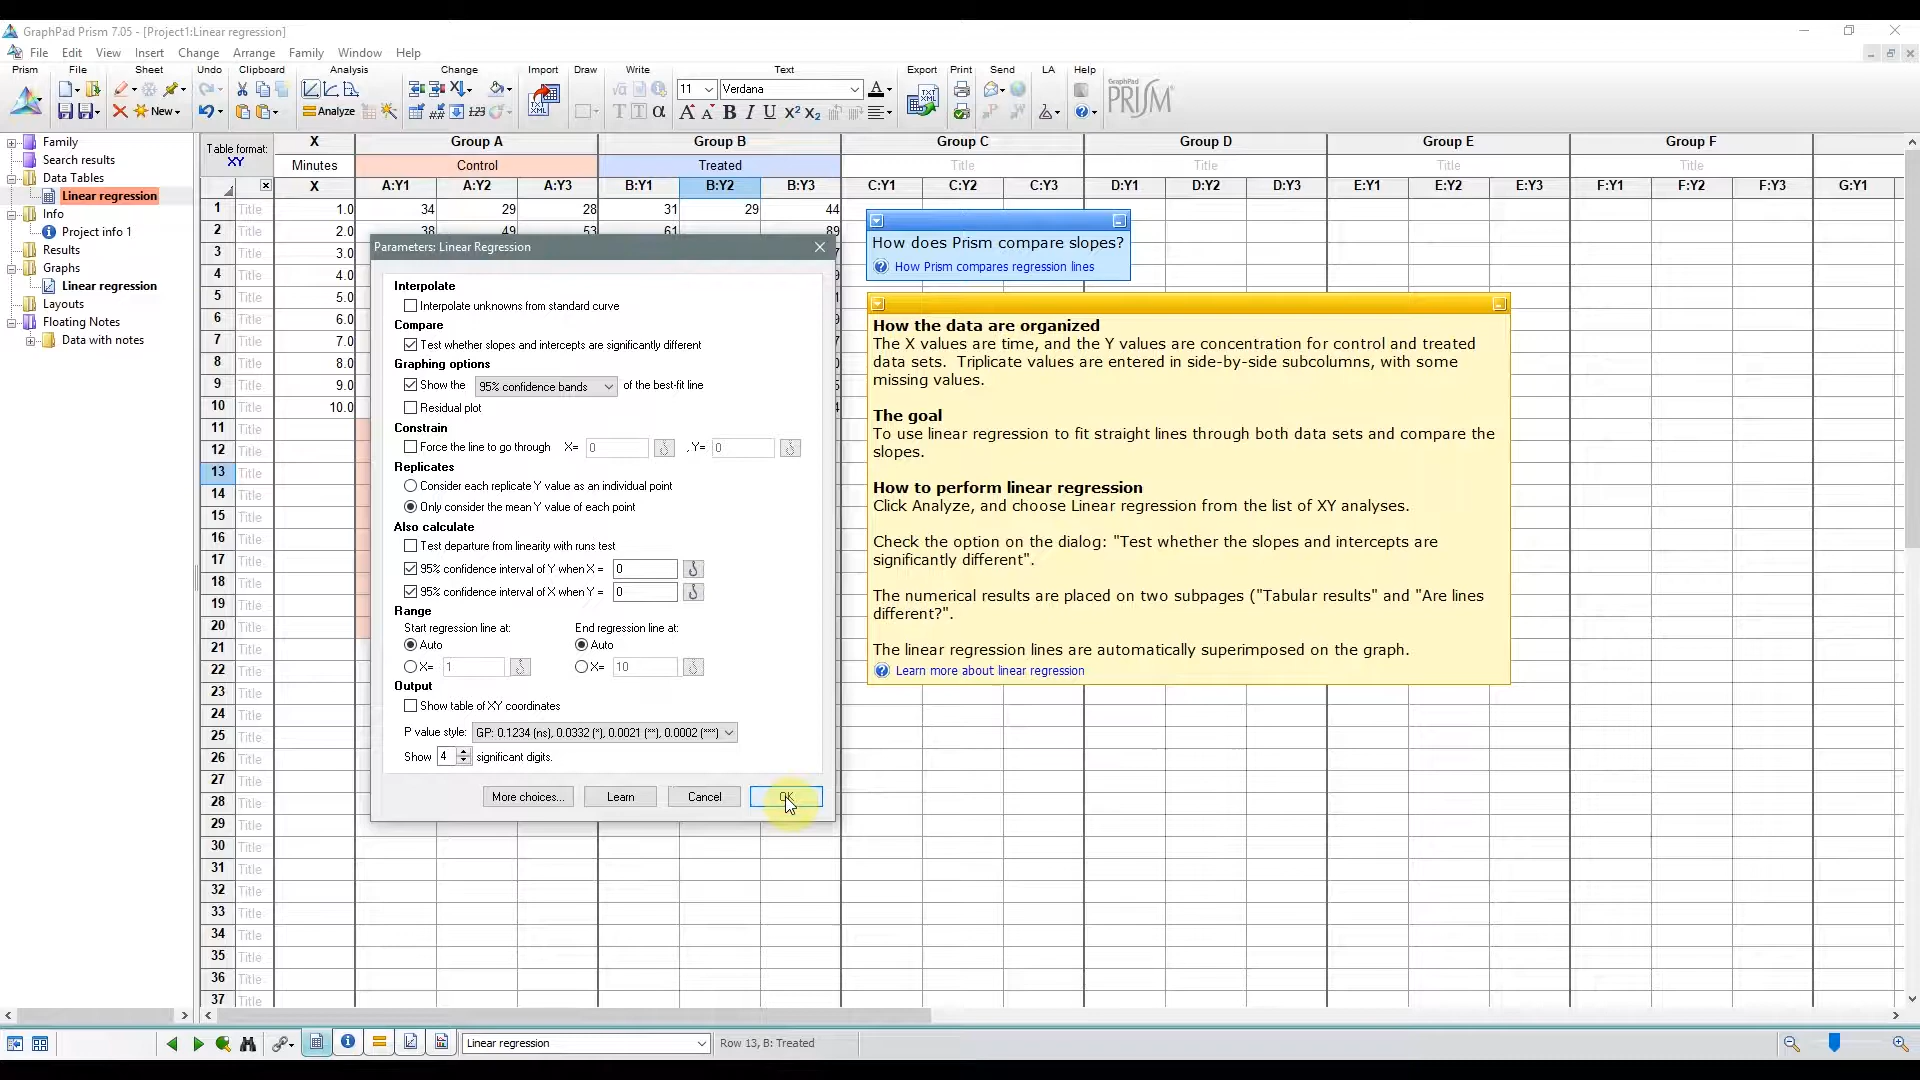 GraphPad Prism 7.05 - [Project1:Linear regression]
File Edit View Insert Change Arrange Family Window Help
Prism File Sheet Undo Clipboard Analysis Change Import Draw Write Text Export Print Send LA Help
11 Verdana
GraphPad
PRISM
New
Analyze
Family
Search results
Data Tables
Linear regression
Info
Project info 1
Results
Graphs
Linear regression
Layouts
Floating Notes
Data with notes
Table format:
XY
X Group A Group B Group C Group D Group E Group F
Minutes Control Treated Title Title Title Title
X A:Y1 A:Y2 A:Y3 B:Y1 B:Y2 B:Y3 C:Y1 C:Y2 C:Y3 D:Y1 D:Y2 D:Y3 E:Y1 E:Y2 E:Y3 F:Y1 F:Y2 F:Y3 G:Y1
1 Title 1.0 34 29 28 31 29 44
2 Title 2.0 38 49 53 61 89
3 Title 3.0
4 Title 4.0
5 Title 5.0
6 Title 6.0
7 Title 7.0
8 Title 8.0
9 Title 9.0
10 Title 10.0
11 Title
12 Title
13 Title
14 Title
15 Title
16 Title
17 Title
18 Title
19 Title
20 Title
21 Title
22 Title
23 Title
24 Title
25 Title
26 Title
27 Title
28 Title
29 Title
30 Title
31 Title
32 Title
33 Title
34 Title
35 Title
36 Title
37 Title
Parameters: Linear Regression
Interpolate
Interpolate unknowns from standard curve
Compare
Test whether slopes and intercepts are significantly different
Graphing options
Show the 95% confidence bands of the best-fit line
Residual plot
Constrain
Force the line to go through X= 0 , Y= 0
Replicates
Consider each replicate Y value as an individual point
Only consider the mean Y value of each point
Also calculate
Test departure from linearity with runs test
95% confidence interval of Y when X = 0
95% confidence interval of X when Y = 0
Range
Start regression line at: End regression line at:
Auto Auto
X= 1 X= 10
Output
Show table of XY coordinates
P value style: GP: 0.1234 (ns), 0.0332 (*), 0.0021 (**), 0.0002 (***)
Show 4 significant digits.
More choices... Learn Cancel OK
How does Prism compare slopes?
How Prism compares regression lines
How the data are organized
The X values are time, and the Y values are concentration for control and treated
data sets. Triplicate values are entered in side-by-side subcolumns, with some
missing values.
The goal
To use linear regression to fit straight lines through both data sets and compare the
slopes.
How to perform linear regression
Click Analyze, and choose Linear regression from the list of XY analyses.
Check the option on the dialog: "Test whether the slopes and intercepts are
significantly different".
The numerical results are placed on two subpages ("Tabular results" and "Are lines
different?".
The linear regression lines are automatically superimposed on the graph.
Learn more about linear regression
Linear regression Row 13, B: Treated